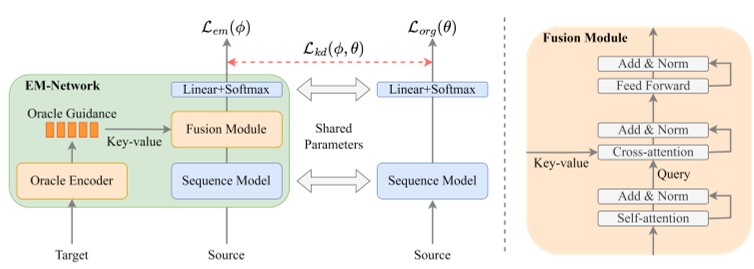 ℒ_em(ϕ)
ℒ_kd(ϕ, θ)
ℒ_org(θ)
EM-Network
Linear+Softmax
Linear+Softmax
Oracle Guidance
Key-value
Fusion Module
Shared
Parameters
Oracle Encoder
Sequence Model
Sequence Model
Target
Source
Source
Fusion Module
Add & Norm
Feed Forward
Add & Norm
Key-value
Cross-attention
Query
Add & Norm
Self-attention